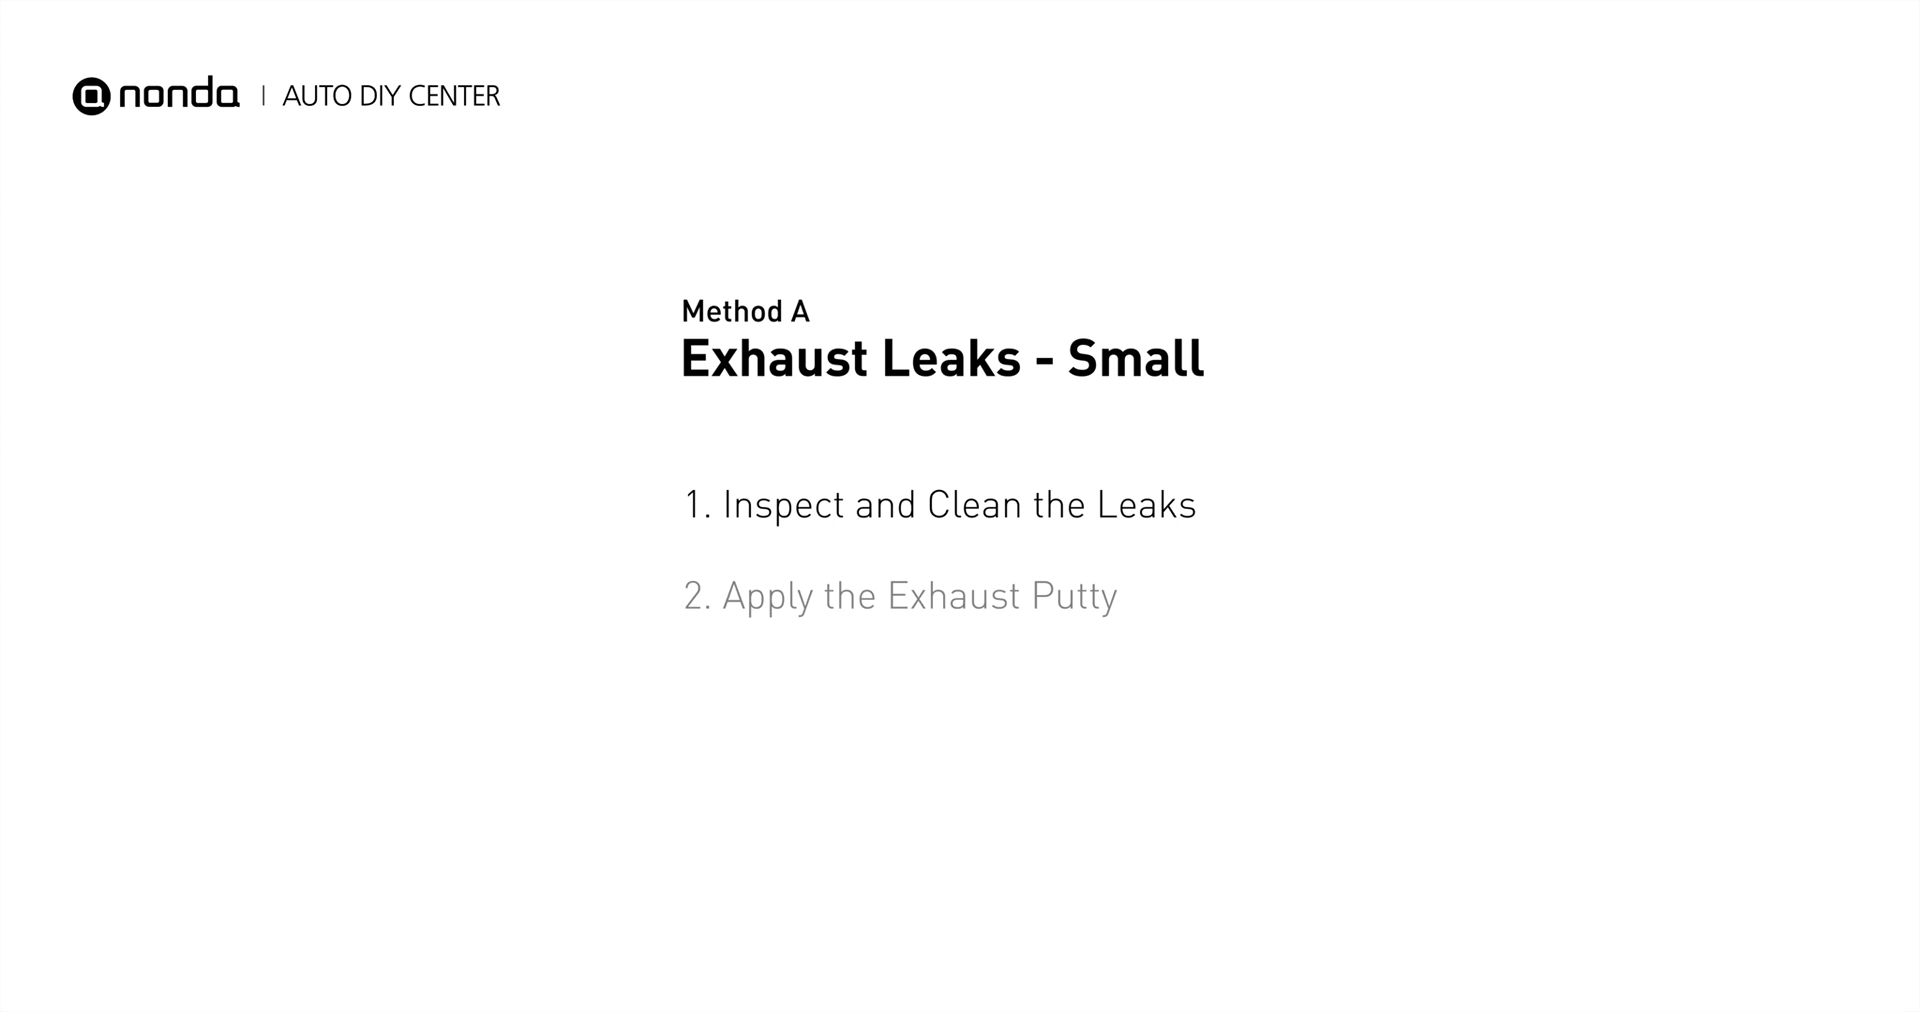 nonda | AUTO DIY CENTER
Method A
Exhaust Leaks - Small
1. Inspect and Clean the Leaks
2. Apply the Exhaust Putty